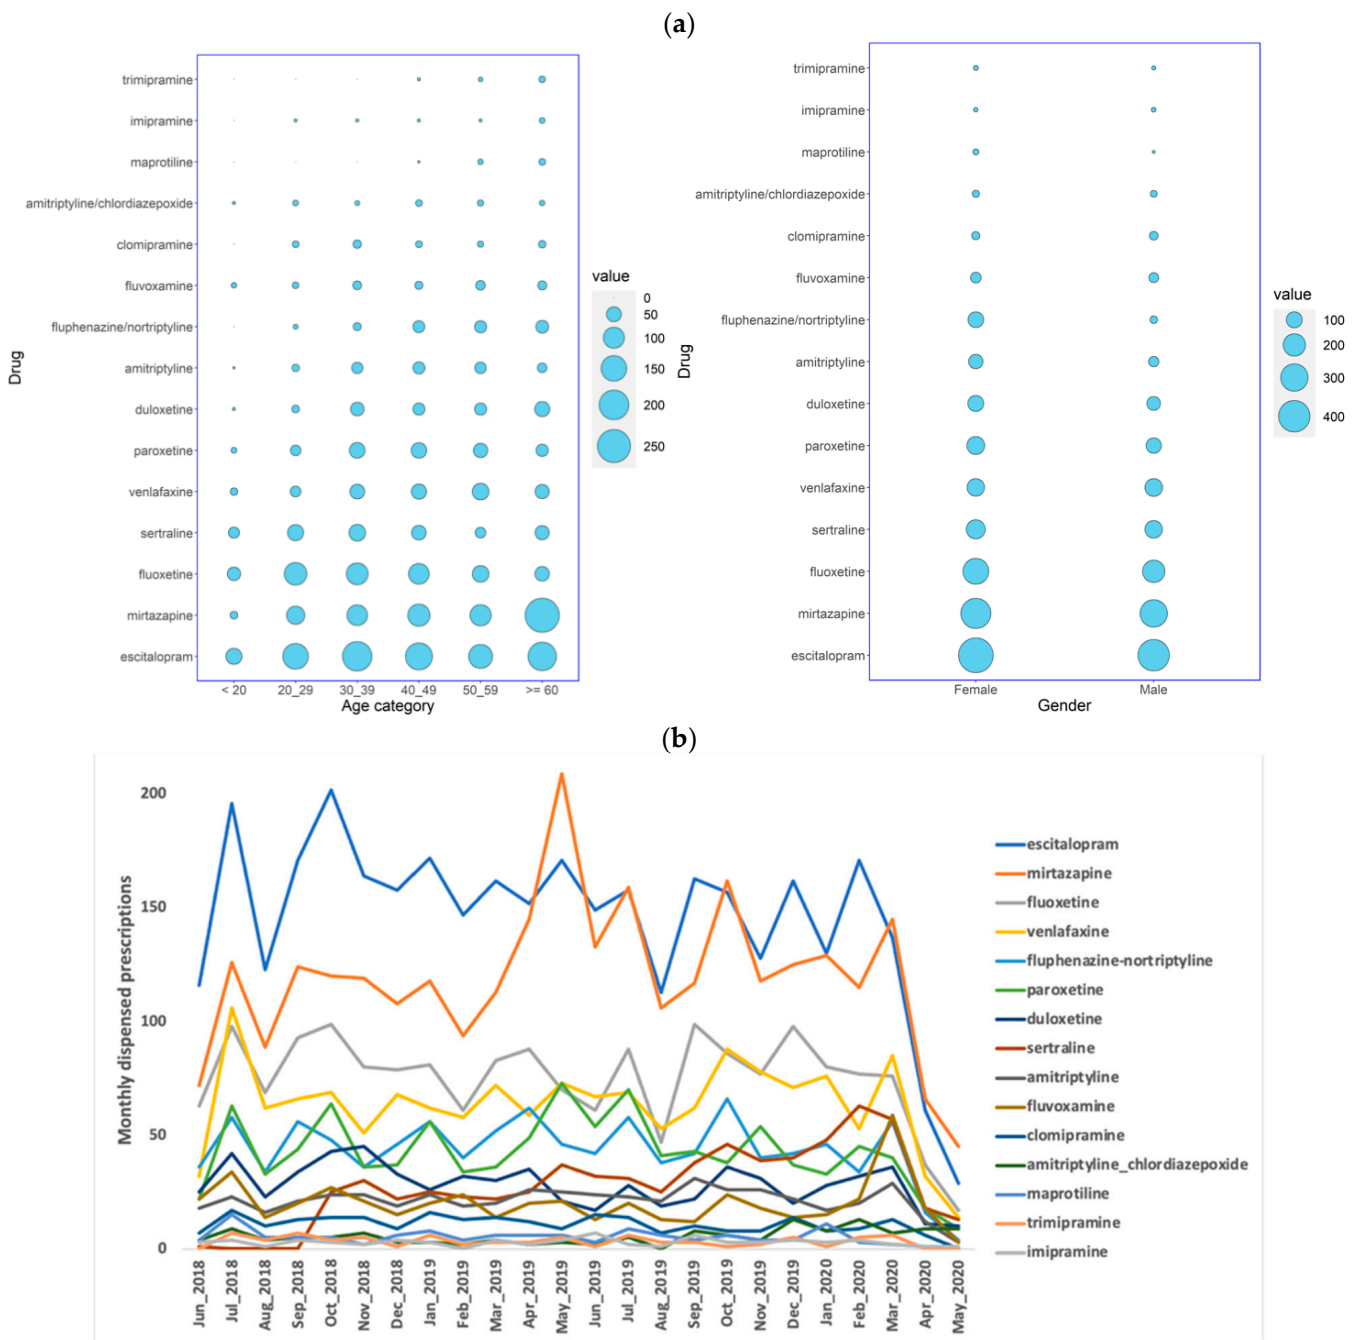 (a)
trimipramine
imipramine
maprotiline
amitriptyline/chlordiazepoxide
clomipramine
fluvoxamine
fluphenazine/nortriptyline
amitriptyline
duloxetine
paroxetine
venlafaxine
sertraline
fluoxetine
mirtazapine
escitalopram
Drug
< 20 20_29 30_39 40_49 50_59 >= 60
Age category
value
0
50
100
150
200
250
trimipramine
imipramine
maprotiline
amitriptyline/chlordiazepoxide
clomipramine
fluvoxamine
fluphenazine/nortriptyline
amitriptyline
duloxetine
paroxetine
venlafaxine
sertraline
fluoxetine
mirtazapine
escitalopram
Drug
Female Male
Gender
value
100
200
300
400
(b)
Monthly dispensed prescriptions
200
150
100
50
0
Jun_2018 Jul_2018 Aug_2018 Sep_2018 Oct_2018 Nov_2018 Dec_2018 Jan_2019 Feb_2019 Mar_2019 Apr_2019 May_2019 Jun_2019 Jul_2019 Aug_2019 Sep_2019 Oct_2019 Nov_2019 Dec_2019 Jan_2020 Feb_2020 Mar_2020 Apr_2020 May_2020
escitalopram
mirtazapine
fluoxetine
venlafaxine
fluphenazine-nortriptyline
paroxetine
duloxetine
sertraline
amitriptyline
fluvoxamine
clomipramine
amitriptyline_chlordiazepoxide
maprotiline
trimipramine
imipramine